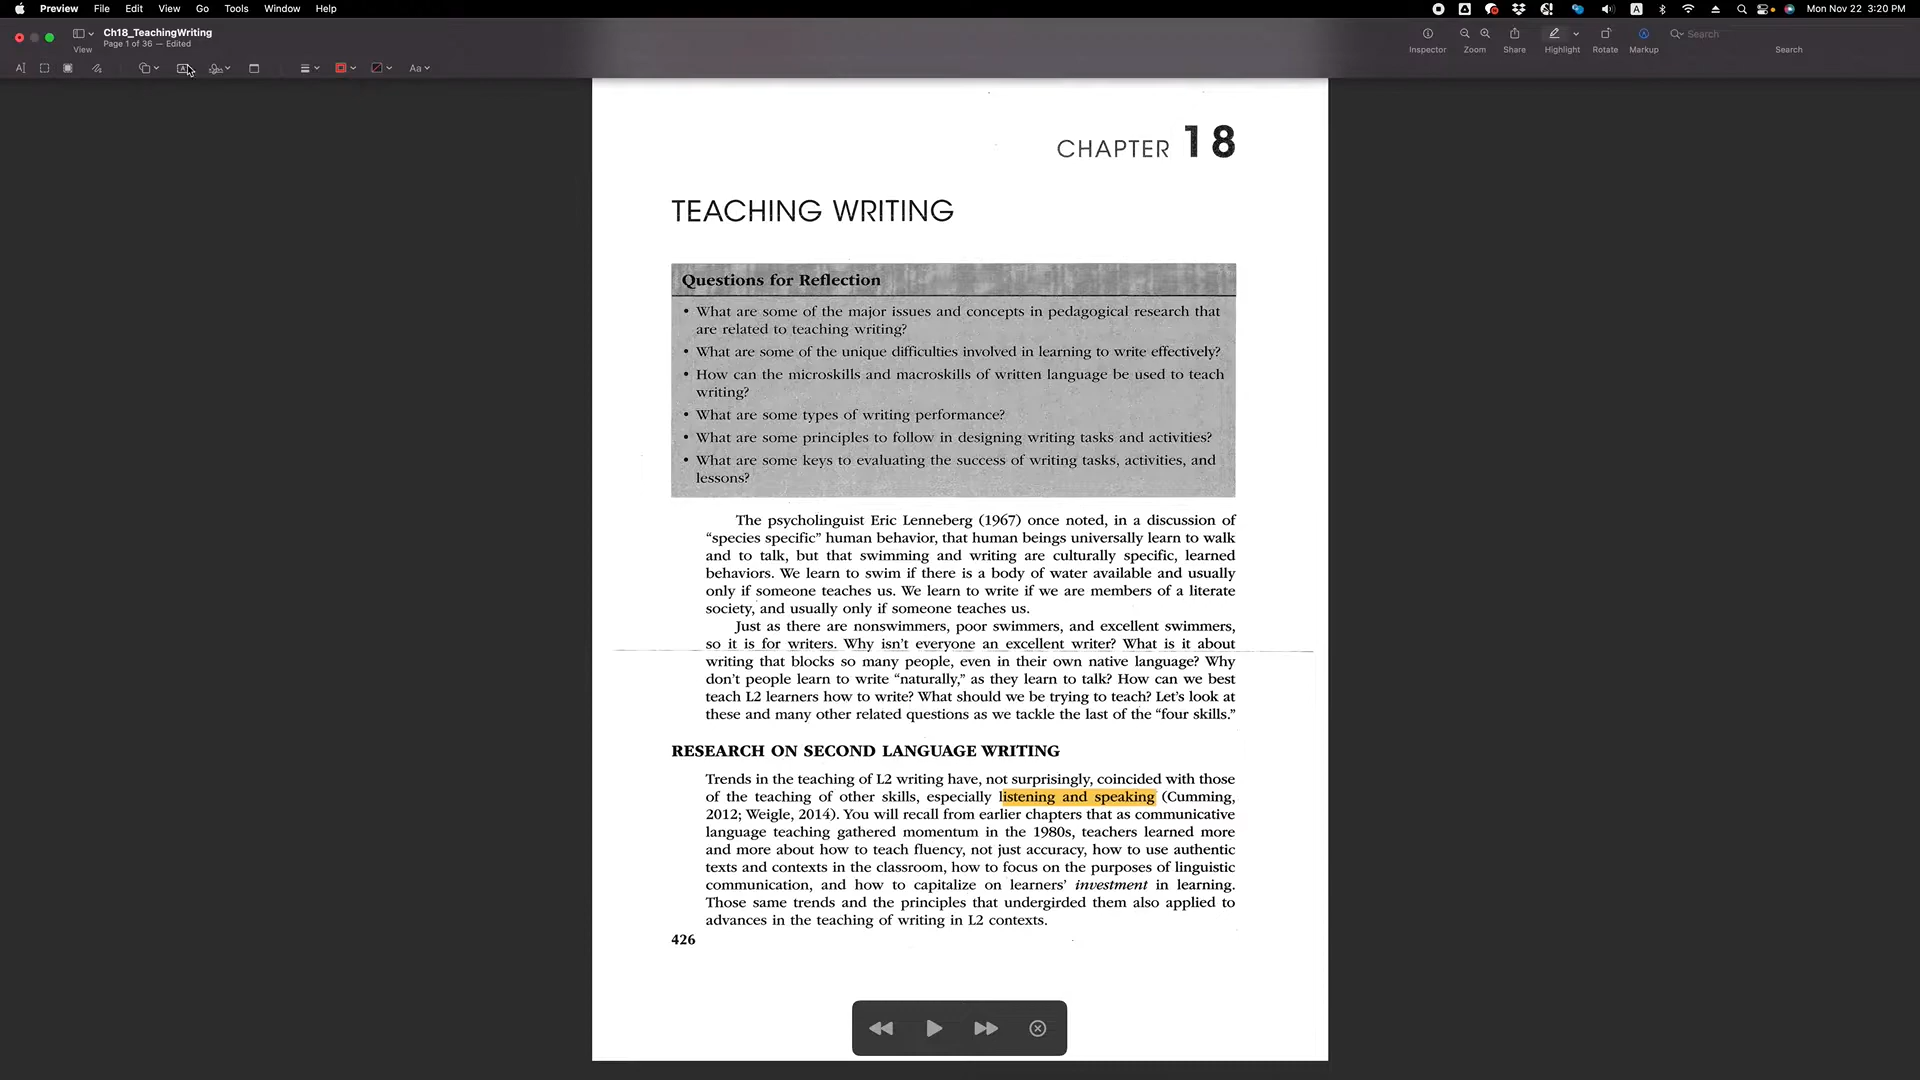 Preview File Edit View Go Tools Window Help
Mon Nov 22 3:20 PM
Ch18_TeachingWriting
Page 1 of 36 — Edited
View
Inspector Zoom Share Highlight Rotate Markup Search
Search
Aa
CHAPTER 18
TEACHING WRITING
Questions for Reflection
• What are some of the major issues and concepts in pedagogical research that
are related to teaching writing?
• What are some of the unique difficulties involved in learning to write effectively?
• How can the microskills and macroskills of written language be used to teach
writing?
• What are some types of writing performance?
• What are some principles to follow in designing writing tasks and activities?
• What are some keys to evaluating the success of writing tasks, activities, and
lessons?
The psycholinguist Eric Lenneberg (1967) once noted, in a discussion of
“species specific” human behavior, that human beings universally learn to walk
and to talk, but that swimming and writing are culturally specific, learned
behaviors. We learn to swim if there is a body of water available and usually
only if someone teaches us. We learn to write if we are members of a literate
society, and usually only if someone teaches us.
Just as there are nonswimmers, poor swimmers, and excellent swimmers,
so it is for writers. Why isn’t everyone an excellent writer? What is it about
writing that blocks so many people, even in their own native language? Why
don’t people learn to write “naturally,” as they learn to talk? How can we best
teach L2 learners how to write? What should we be trying to teach? Let’s look at
these and many other related questions as we tackle the last of the “four skills.”
RESEARCH ON SECOND LANGUAGE WRITING
Trends in the teaching of L2 writing have, not surprisingly, coincided with those
of the teaching of other skills, especially listening and speaking (Cumming,
2012; Weigle, 2014). You will recall from earlier chapters that as communicative
language teaching gathered momentum in the 1980s, teachers learned more
and more about how to teach fluency, not just accuracy, how to use authentic
texts and contexts in the classroom, how to focus on the purposes of linguistic
communication, and how to capitalize on learners’ investment in learning.
Those same trends and the principles that undergirded them also applied to
advances in the teaching of writing in L2 contexts.
426